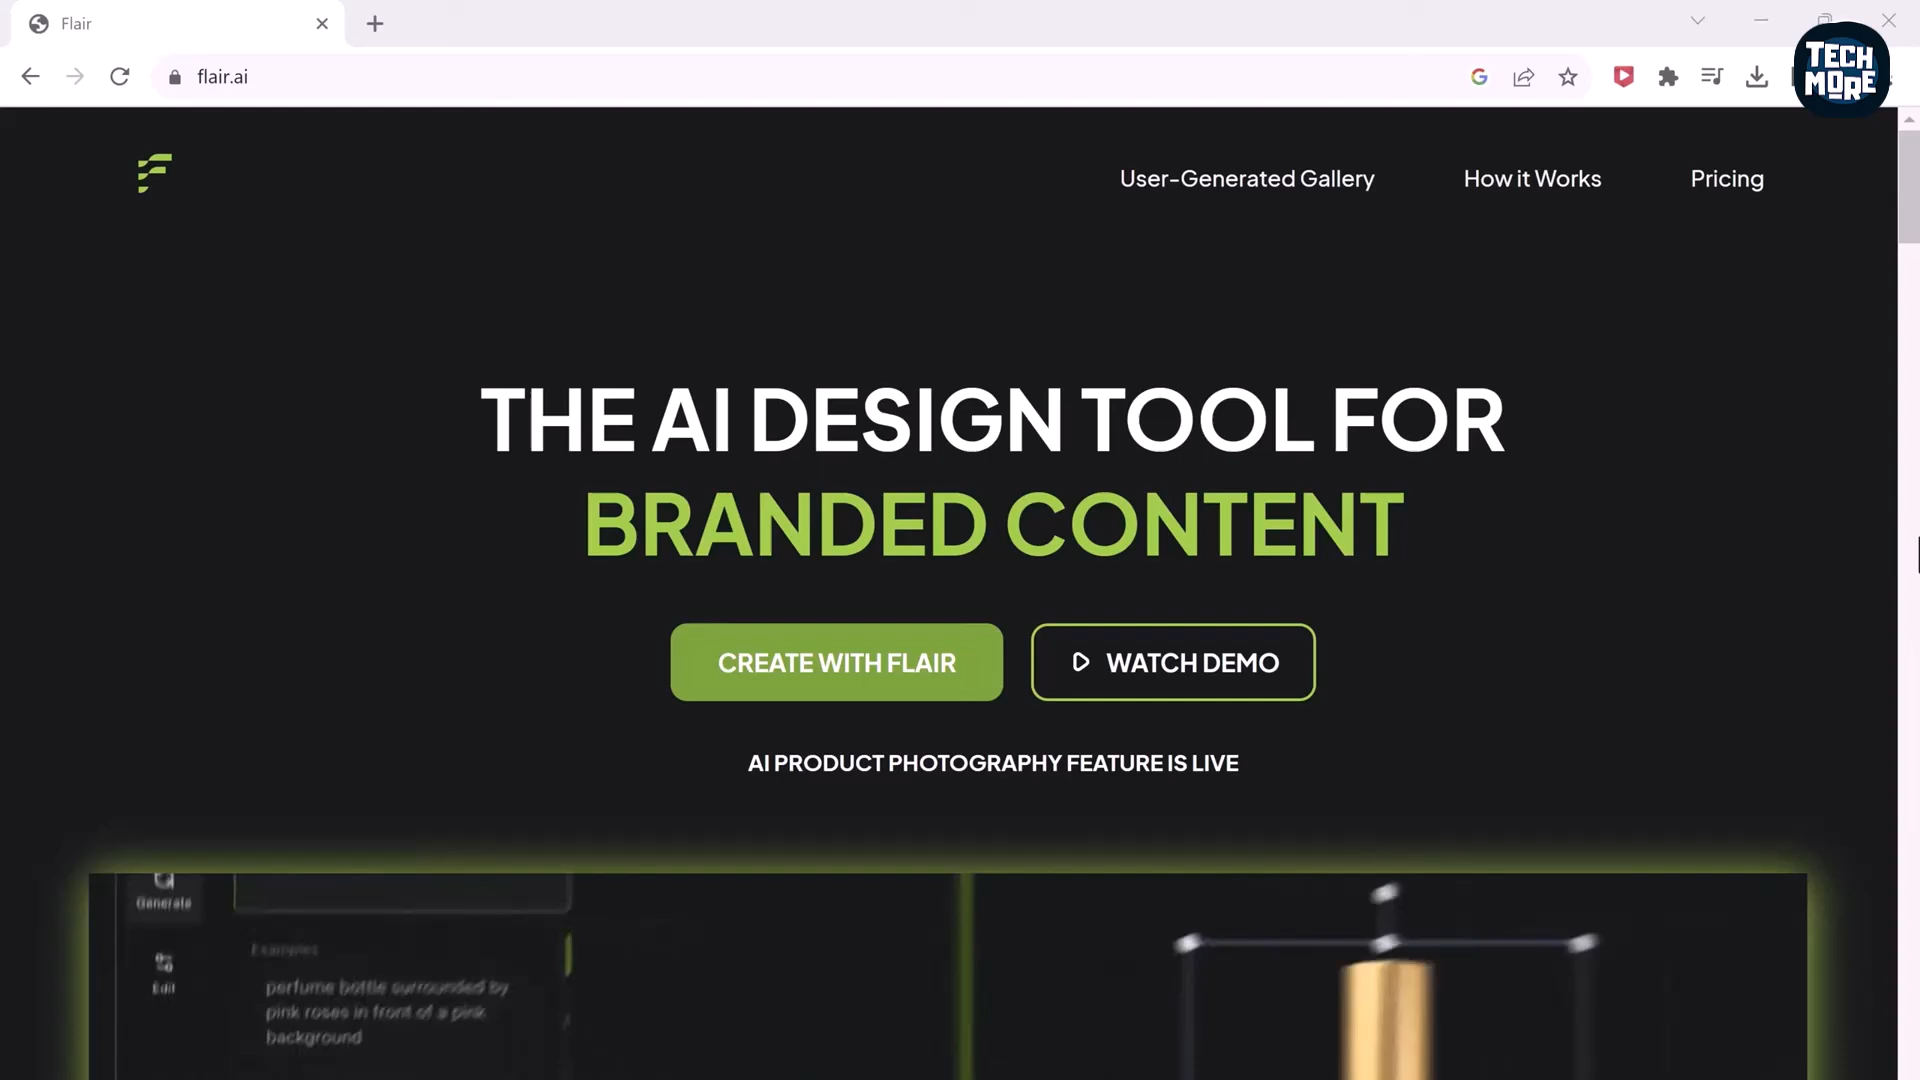 Flair
flair.ai
TECH
MORE
User-Generated Gallery
How it Works
Pricing
THE AI DESIGN TOOL FOR
BRANDED CONTENT
CREATE WITH FLAIR
WATCH DEMO
AI PRODUCT PHOTOGRAPHY FEATURE IS LIVE
Generate
Examples
Edit
perfume bottle surrounded by
pink roses in front of a pink
background